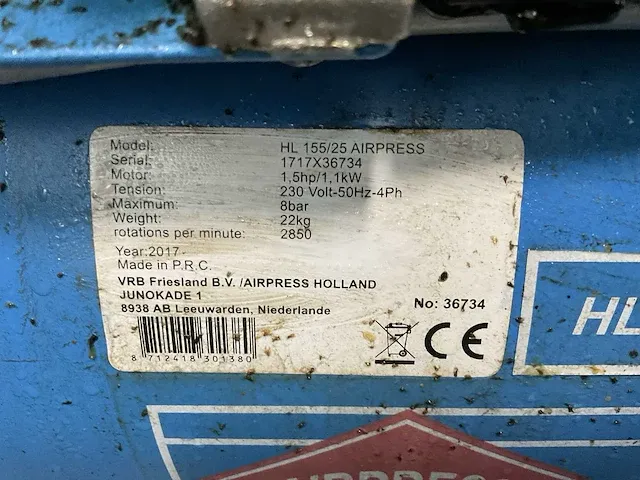 Model: HL 155/25 AIRPRESS
Serial: 1717X36734
Motor: 1,5hp/1,1kW
Tension: 230 Volt-50Hz-4Ph
Maximum: 8bar
Weight: 22kg
rotations per minute: 2850
Year:2017
Made in P.R.C.
VRB Friesland B.V. /AIRPRESS HOLLAND
JUNOKADE 1
8938 AB Leeuwarden, Niederlande
No: 36734
8 712418 301380
CE
HL
AIRPRESS